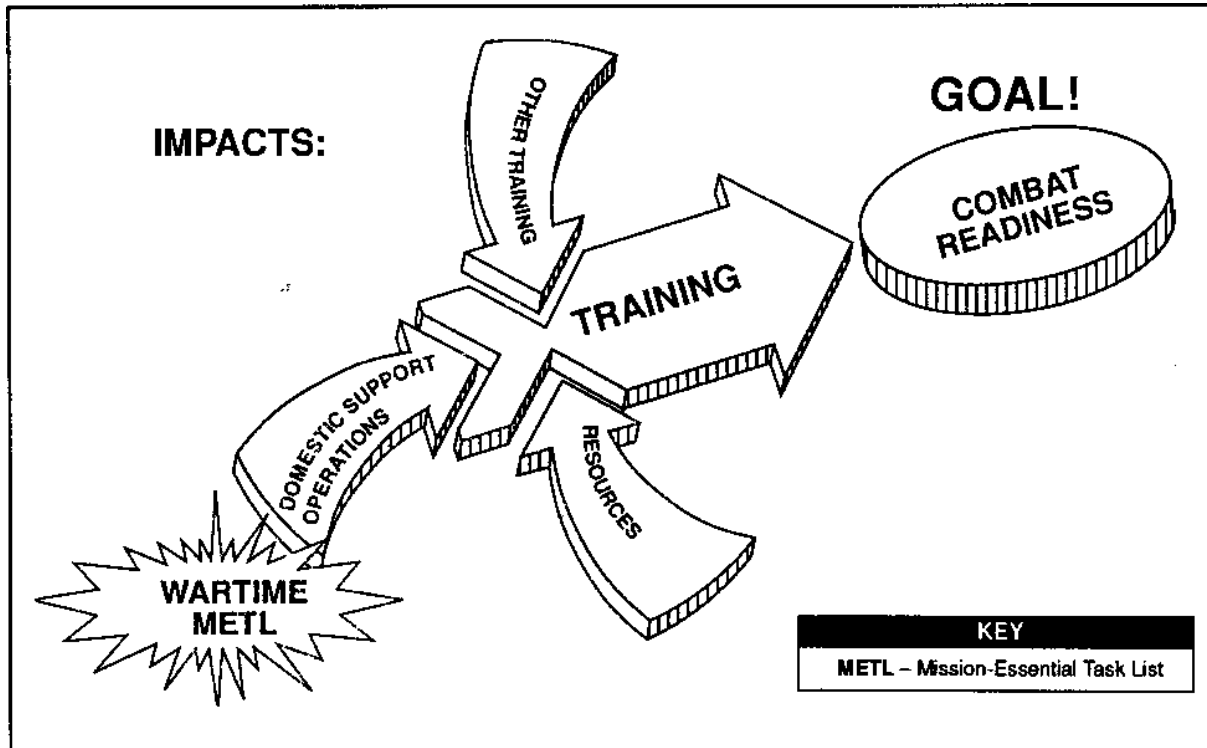 IMPACTS:
OTHER TRAINING
GOAL!
COMBAT
READINESS
TRAINING
DOMESTIC SUPPORT
OPERATIONS
RESOURCES
WARTIME
METL
KEY
METL – Mission-Essential Task List